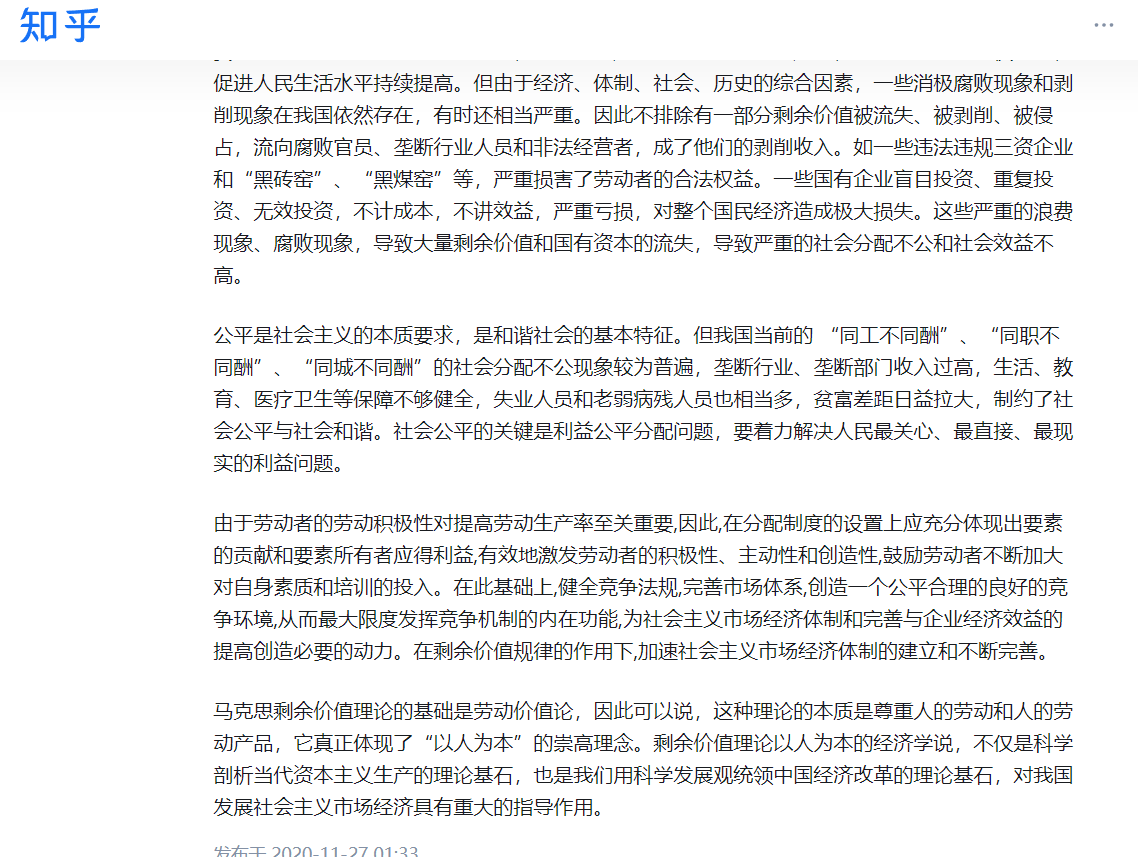 知乎
促进人民生活水平持续提高。但由于经济、体制、社会、历史的综合因素，一些消极腐败现象和剥
削现象在我国依然存在，有时还相当严重。因此不排除有一部分剩余价值被流失、被剥削、被侵
占，流向腐败官员、垄断行业人员和非法经营者，成了他们的剥削收入。如一些违法违规三资企业
和“黑砖窑”、“黑煤窑”等，严重损害了劳动者的合法权益。一些国有企业盲目投资、重复投
资、无效投资，不计成本，不讲效益，严重亏损，对整个国民经济造成极大损失。这些严重的浪费
现象、腐败现象，导致大量剩余价值和国有资本的流失，导致严重的社会分配不公和社会效益不
高。
公平是社会主义的本质要求，是和谐社会的基本特征。但我国当前的 “同工不同酬”、“同职不
同酬”、“同城不同酬”的社会分配不公现象较为普遍，垄断行业、垄断部门收入过高，生活、教
育、医疗卫生等保障不够健全，失业人员和老弱病残人员也相当多，贫富差距日益拉大，制约了社
会公平与社会和谐。社会公平的关键是利益公平分配问题，要着力解决人民最关心、最直接、最现
实的利益问题。
由于劳动者的劳动积极性对提高劳动生产率至关重要,因此,在分配制度的设置上应充分体现出要素
的贡献和要素所有者应得利益,有效地激发劳动者的积极性、主动性和创造性,鼓励劳动者不断加大
对自身素质和培训的投入。在此基础上,健全竞争法规,完善市场体系,创造一个公平合理的良好的竞
争环境,从而最大限度发挥竞争机制的内在功能,为社会主义市场经济体制和完善与企业经济效益的
提高创造必要的动力。在剩余价值规律的作用下,加速社会主义市场经济体制的建立和不断完善。
马克思剩余价值理论的基础是劳动价值论，因此可以说，这种理论的本质是尊重人的劳动和人的劳
动产品，它真正体现了“以人为本”的崇高理念。剩余价值理论以人为本的经济学说，不仅是科学
剖析当代资本主义生产的理论基石，也是我们用科学发展观统领中国经济改革的理论基石，对我国
发展社会主义市场经济具有重大的指导作用。
发布于 2020-11-27 01:33